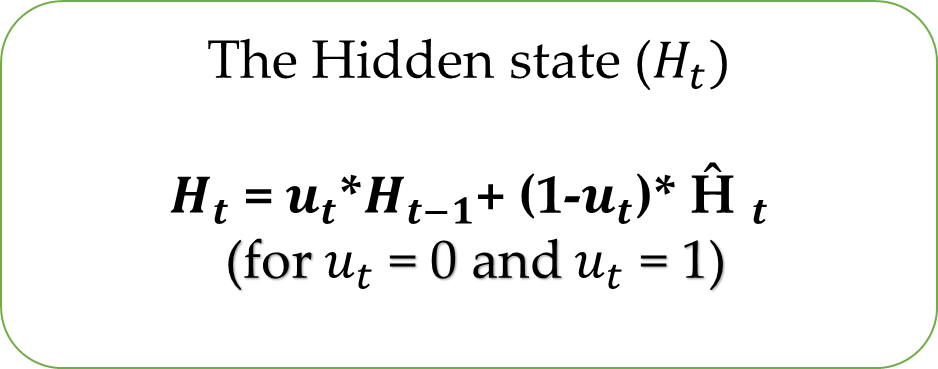 The Hidden state (Hₜ)
Hₜ = uₜ*Hₜ₋₁+ (1-uₜ)* Ĥ ₜ
(for uₜ = 0 and uₜ = 1)